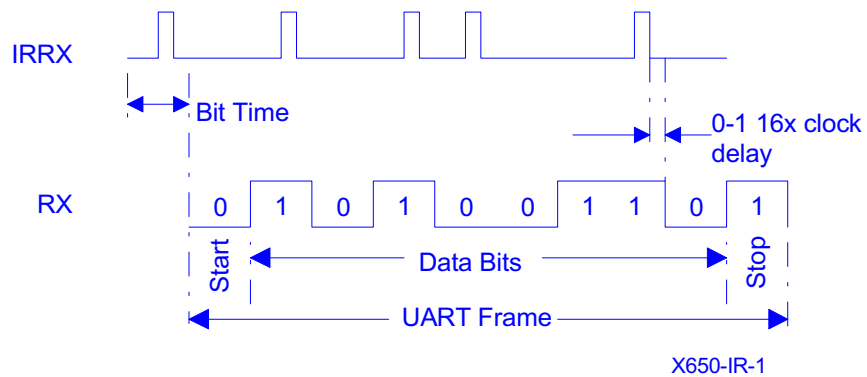 IRRX
Bit Time
0-1 16x clock
delay
RX
0 1 0 1 0 0 1 1 0 1
Start
Data Bits
Stop
UART Frame
X650-IR-1